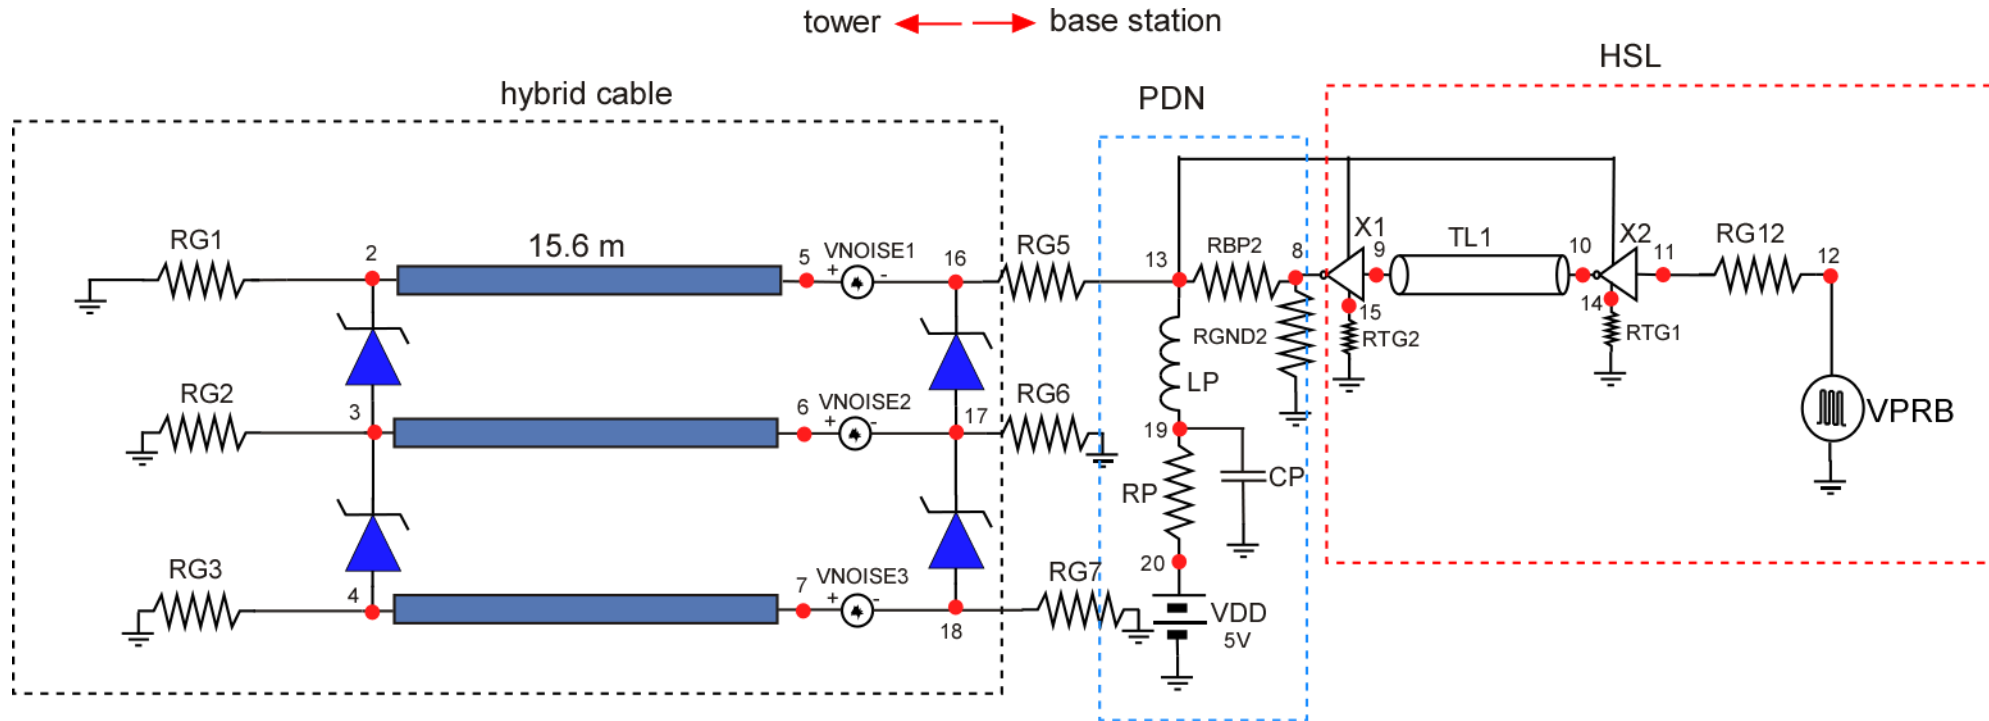 tower base station
HSL
hybrid cable
PDN
RG1
2
15.6 m
5
VNOISE1
+ -
16
RG5
13
RBP2
8
X1
9
TL1
10
X2
11
RG12
12
15
RTG2
14
RTG1
RGND2
LP
RG2
3
6
VNOISE2
+ -
17
RG6
19
RP
CP
VPRB
RG3
4
7
VNOISE3
+ -
18
RG7
20
VDD
5V